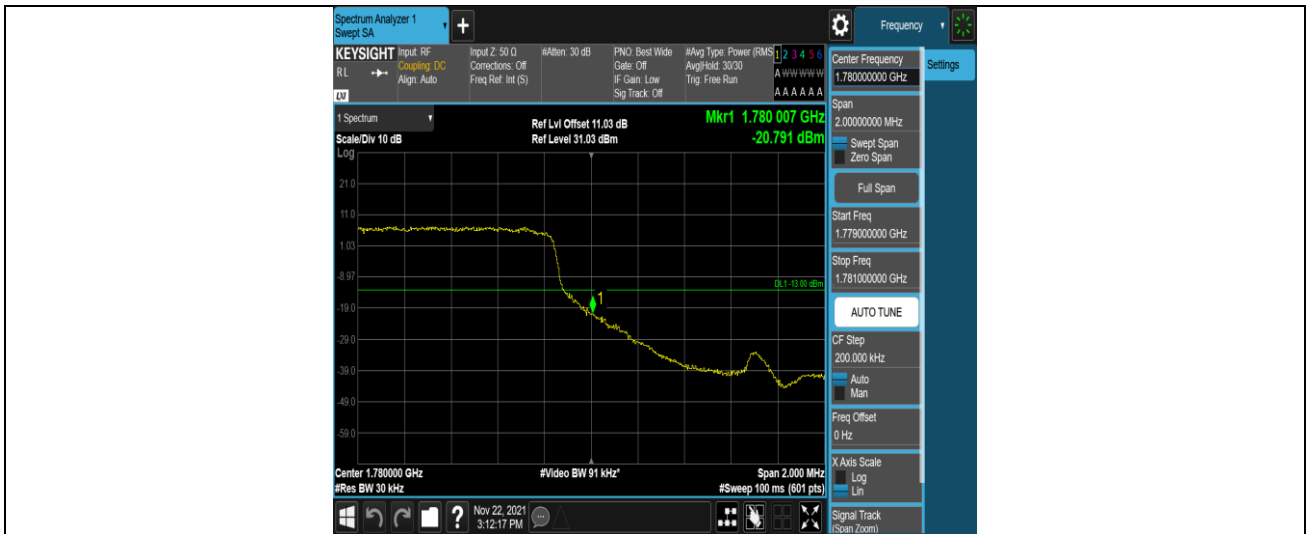 Spectrum Analyzer 1
Swept SA
Frequency
KEYSIGHT
R L
LXI
Input: RF
Coupling: DC
Align: Auto
Input Z: 50 Ω
Corrections: Off
Freq Ref: Int (S)
#Atten: 30 dB
PNO: Best Wide
Gate: Off
IF Gain: Low
Sig Track: Off
#Avg Type: Power (RMS
Avg|Hold: 30/30
Trig: Free Run
1 2 3 4 5 6
A W W W W W
A A A A A A
1 Spectrum
Scale/Div 10 dB
Ref Lvl Offset 11.03 dB
Ref Level 31.03 dBm
Mkr1 1.780 007 GHz
-20.791 dBm
Log
21.0
11.0
1.03
-8.97
-19.0
-29.0
-39.0
-49.0
-59.0
DL1 -13.00 dBm
1
Center 1.780000 GHz
#Res BW 30 kHz
#Video BW 91 kHz*
Span 2.000 MHz
#Sweep 100 ms (601 pts)
?
Nov 22, 2021
3:12:17 PM
Center Frequency
1.780000000 GHz
Settings
Span
2.00000000 MHz
Swept Span
Zero Span
Full Span
Start Freq
1.779000000 GHz
Stop Freq
1.781000000 GHz
AUTO TUNE
CF Step
200.000 kHz
Auto
Man
Freq Offset
0 Hz
X Axis Scale
Log
Lin
Signal Track
(Span Zoom)